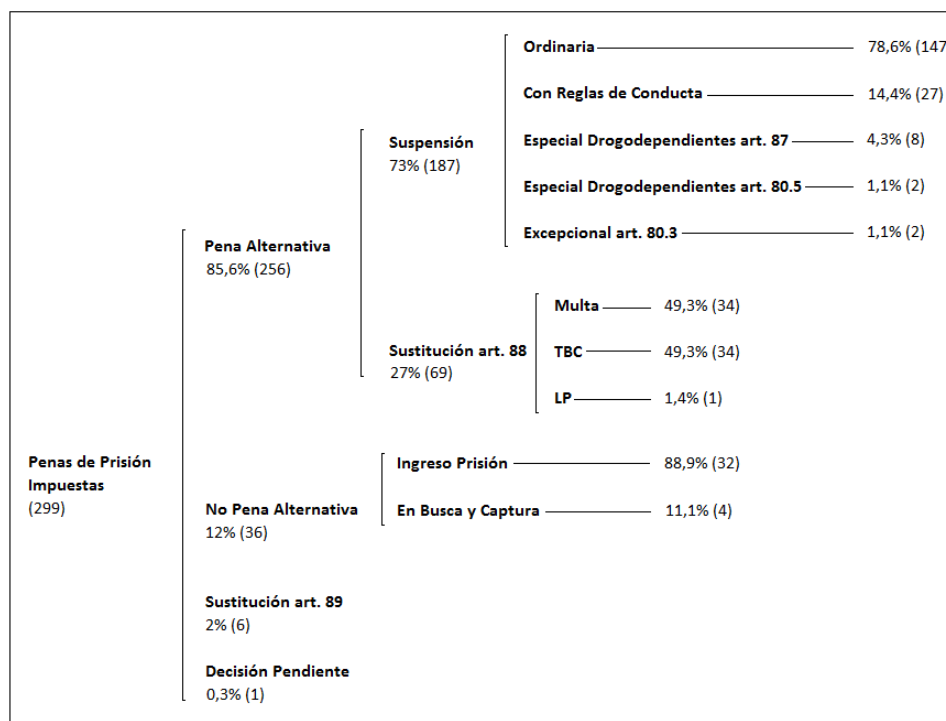 Ordinaria 78,6% (147
Con Reglas de Conducta 14,4% (27)
Suspensión
73% (187)
Especial Drogodependientes art. 87 4,3% (8)
Especial Drogodependientes art. 80.5 1,1% (2)
Excepcional art. 80.3 1,1% (2)
Pena Alternativa
85,6% (256)
Multa 49,3% (34)
Sustitución art. 88
27% (69)
TBC 49,3% (34)
LP 1,4% (1)
Penas de Prisión
Impuestas
(299)
Ingreso Prisión 88,9% (32)
No Pena Alternativa
12% (36)
En Busca y Captura 11,1% (4)
Sustitución art. 89
2% (6)
Decisión Pendiente
0,3% (1)